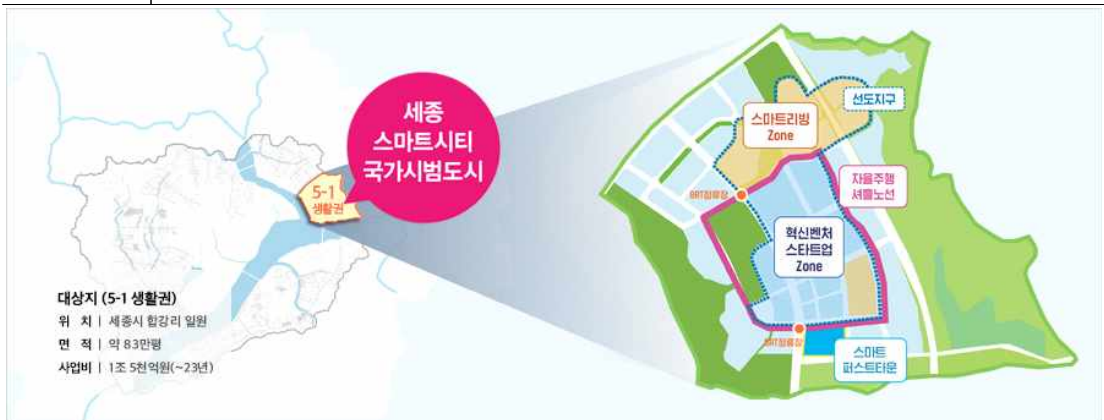 세종
스마트시티
국가시범도시
5-1
생활권
대상지 (5-1 생활권)
위 치 | 세종시 합강리 일원
면 적 | 약 83만평
사업비 | 1조 5천억원(~23년)
선도지구
스마트리빙
Zone
자율주행
셔틀노선
BRT정류장
혁신벤처
스타트업
Zone
BRT정류장
스마트
퍼스트타운